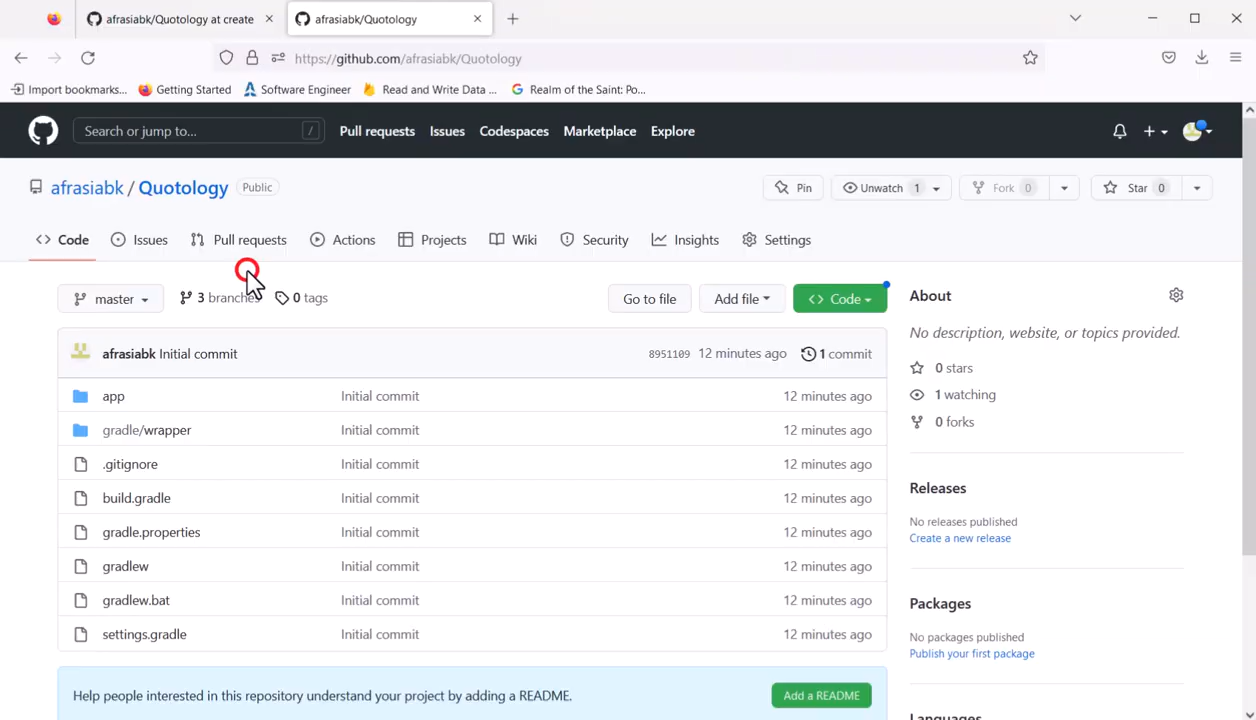 afrasiabk/Quotology at create
afrasiabk/Quotology
https://github.com/afrasiabk/Quotology
Import bookmarks...
Getting Started
Software Engineer
Read and Write Data ...
Realm of the Saint: Po...
Search or jump to...
/
Pull requests
Issues
Codespaces
Marketplace
Explore
afrasiabk / Quotology
Public
Pin
Unwatch 1
Fork 0
Star 0
Code
Issues
Pull requests
Actions
Projects
Wiki
Security
Insights
Settings
master
3 branches
0 tags
Go to file
Add file
Code
afrasiabk Initial commit
8951109 12 minutes ago
1 commit
app Initial commit 12 minutes ago
gradle/wrapper Initial commit 12 minutes ago
.gitignore Initial commit 12 minutes ago
build.gradle Initial commit 12 minutes ago
gradle.properties Initial commit 12 minutes ago
gradlew Initial commit 12 minutes ago
gradlew.bat Initial commit 12 minutes ago
settings.gradle Initial commit 12 minutes ago
Help people interested in this repository understand your project by adding a README.
Add a README
About
No description, website, or topics provided.
0 stars
1 watching
0 forks
Releases
No releases published
Create a new release
Packages
No packages published
Publish your first package
Languages